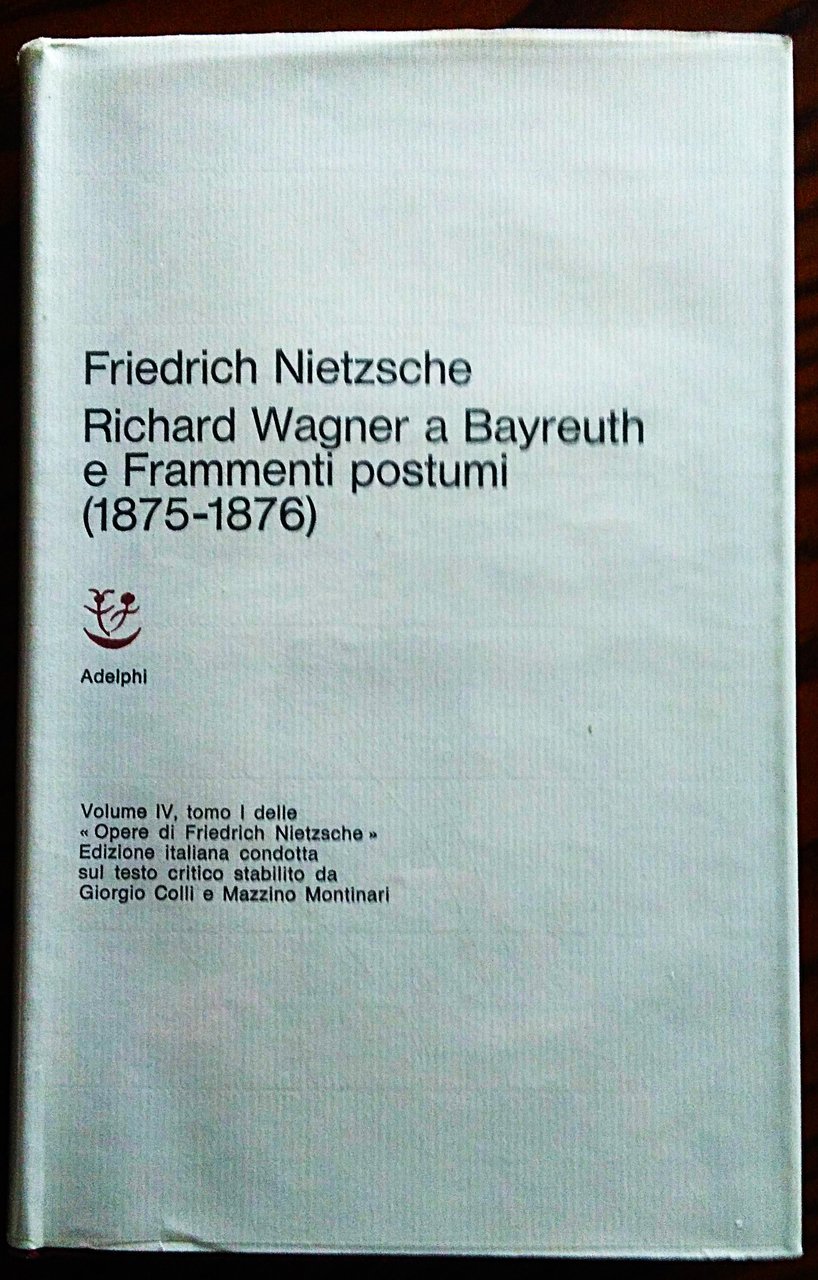 Friedrich Nietzsche
Richard Wagner a Bayreuth
e Frammenti postumi
(1875-1876)
Adelphi
Volume IV, tomo I delle
« Opere di Friedrich Nietzsche »
Edizione italiana condotta
sul testo critico stabilito da
Giorgio Colli e Mazzino Montinari